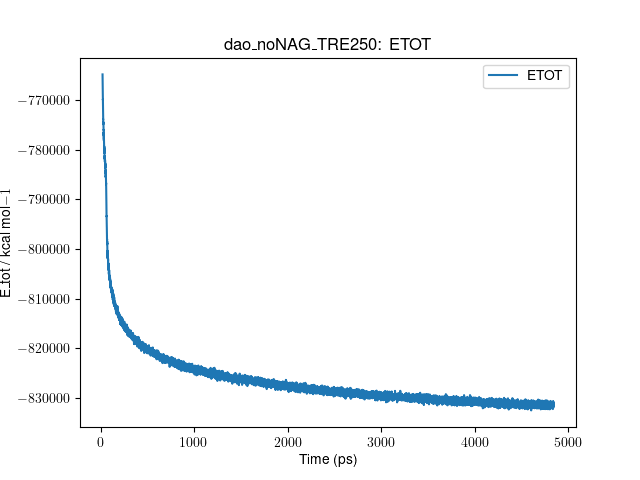 dao_noNAG_TRE250: ETOT
ETOT
−770000
−780000
−790000
−800000
−810000
−820000
−830000
E_tot / kcal mol−1
0 1000 2000 3000 4000 5000
Time (ps)